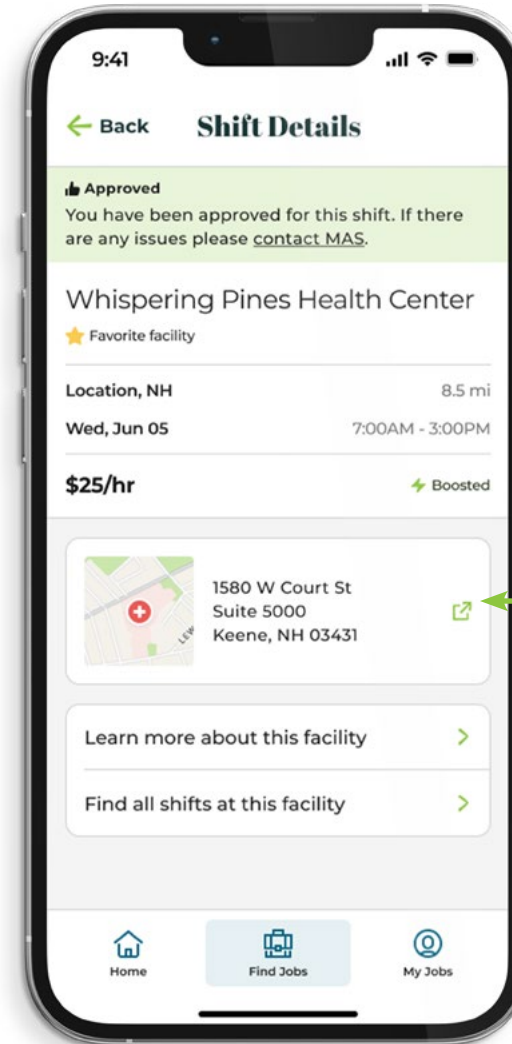 9:41
Back
Shift Details
Approved
You have been approved for this shift. If there
are any issues please contact MAS.
Whispering Pines Health Center
Favorite facility
Location, NH 8.5 mi
Wed, Jun 05 7:00AM - 3:00PM
$25/hr Boosted
1580 W Court St
Suite 5000
Keene, NH 03431
LEW
Learn more about this facility
Find all shifts at this facility
Home Find Jobs My Jobs